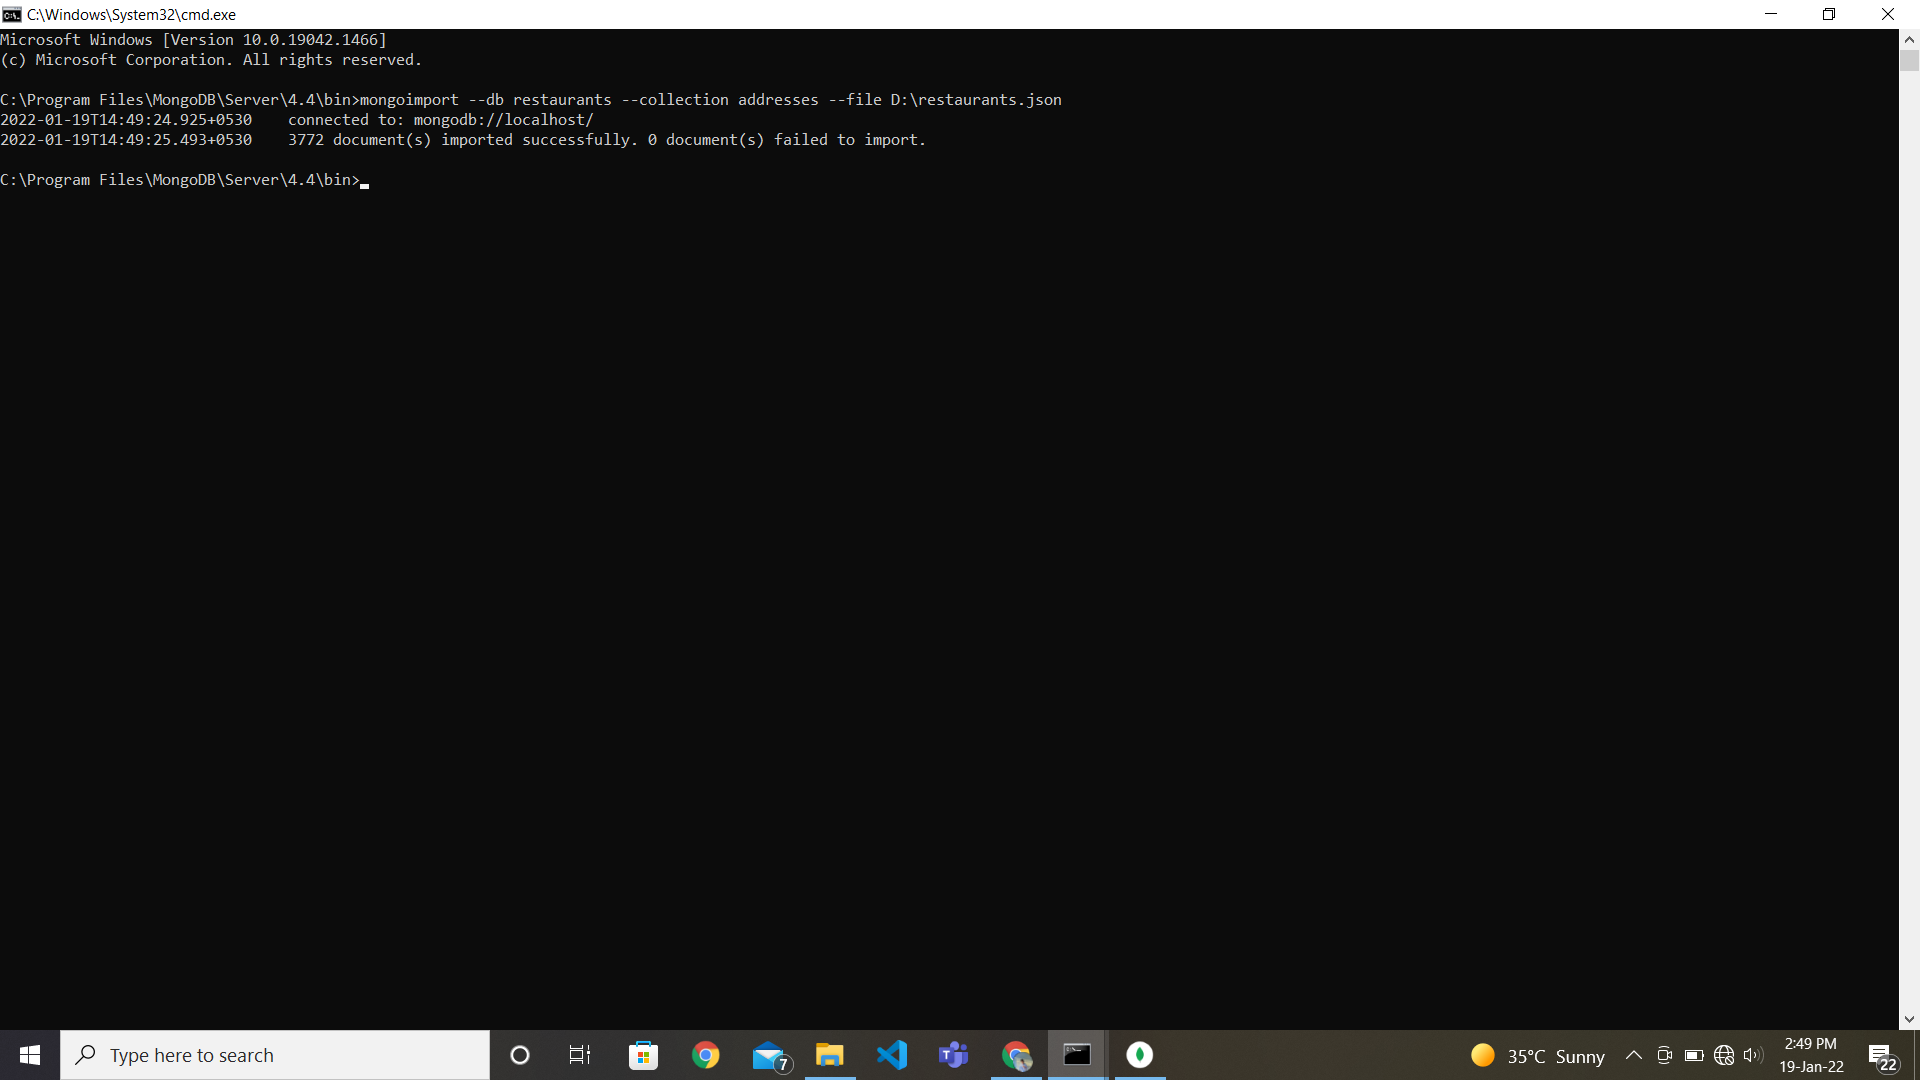 C:\Windows\System32\cmd.exe
Microsoft Windows [Version 10.0.19042.1466]
(c) Microsoft Corporation. All rights reserved.
C:\Program Files\MongoDB\Server\4.4\bin>mongoimport --db restaurants --collection addresses --file D:\restaurants.json
2022-01-19T14:49:24.925+0530    connected to: mongodb://localhost/
2022-01-19T14:49:25.493+0530    3772 document(s) imported successfully. 0 document(s) failed to import.
C:\Program Files\MongoDB\Server\4.4\bin>
Type here to search
7
35°C Sunny
2:49 PM
19-Jan-22
22